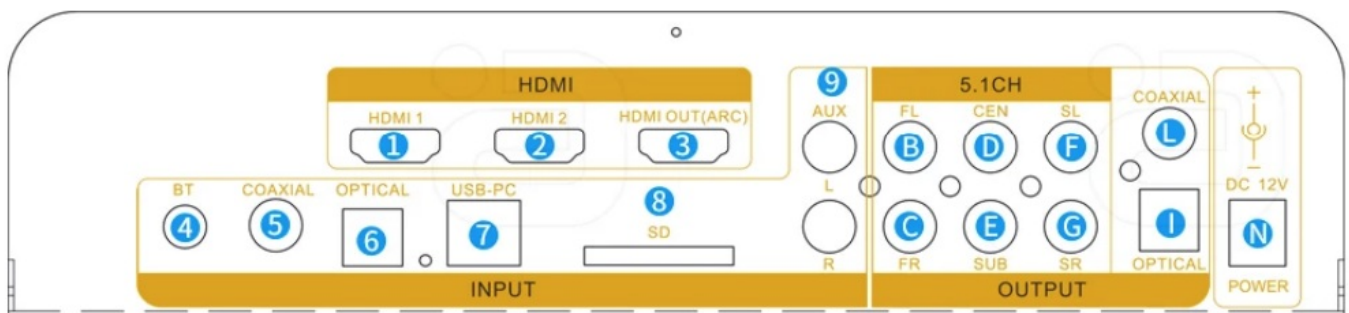 HDMI
HDMI 1
1
HDMI 2
2
HDMI OUT(ARC)
3
BT
4
COAXIAL
5
OPTICAL
6
USB-PC
7
8
SD
INPUT
9
AUX
L
R
5.1CH
FL
B
CEN
D
SL
F
C
FR
E
SUB
G
SR
COAXIAL
L
I
OPTICAL
OUTPUT
+
−
DC 12V
N
POWER